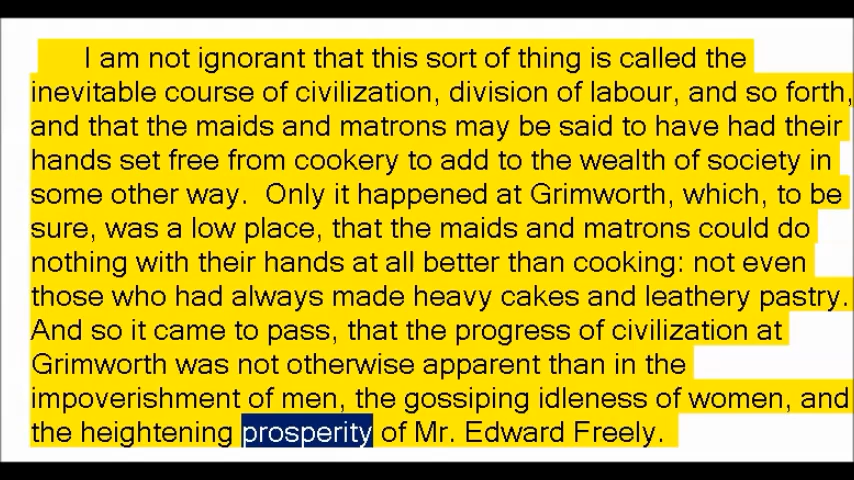 I am not ignorant that this sort of thing is called the
inevitable course of civilization, division of labour, and so forth,
and that the maids and matrons may be said to have had their
hands set free from cookery to add to the wealth of society in
some other way.  Only it happened at Grimworth, which, to be
sure, was a low place, that the maids and matrons could do
nothing with their hands at all better than cooking: not even
those who had always made heavy cakes and leathery pastry.
And so it came to pass, that the progress of civilization at
Grimworth was not otherwise apparent than in the
impoverishment of men, the gossiping idleness of women, and
the heightening prosperity of Mr. Edward Freely.